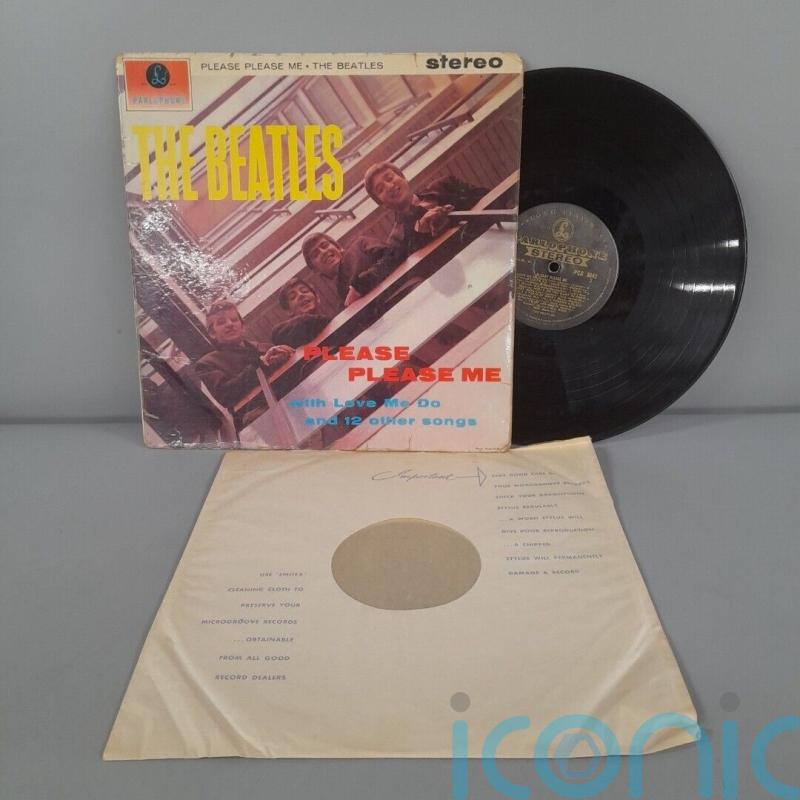 PARLOPHONE
PLEASE PLEASE ME • THE BEATLES
stereo
THE BEATLES
PLEASE
PLEASE ME
with Love Me Do
and 12 other songs
PARLOPHONE
STEREO
PLEASE PLEASE ME
Important
TAKE GOOD CARE OF
YOUR MICROGROOVE RECORDS
CHECK YOUR REPRODUCING
STYLUS REGULARLY
...A WORN STYLUS WILL
GIVE POOR REPRODUCTION...
...A CHIPPED
STYLUS WILL PERMANENTLY
DAMAGE A RECORD
USE 'EMITEX'
CLEANING CLOTH TO
PRESERVE YOUR
MICROGROOVE RECORDS
...OBTAINABLE
FROM ALL GOOD
RECORD DEALERS
iconic